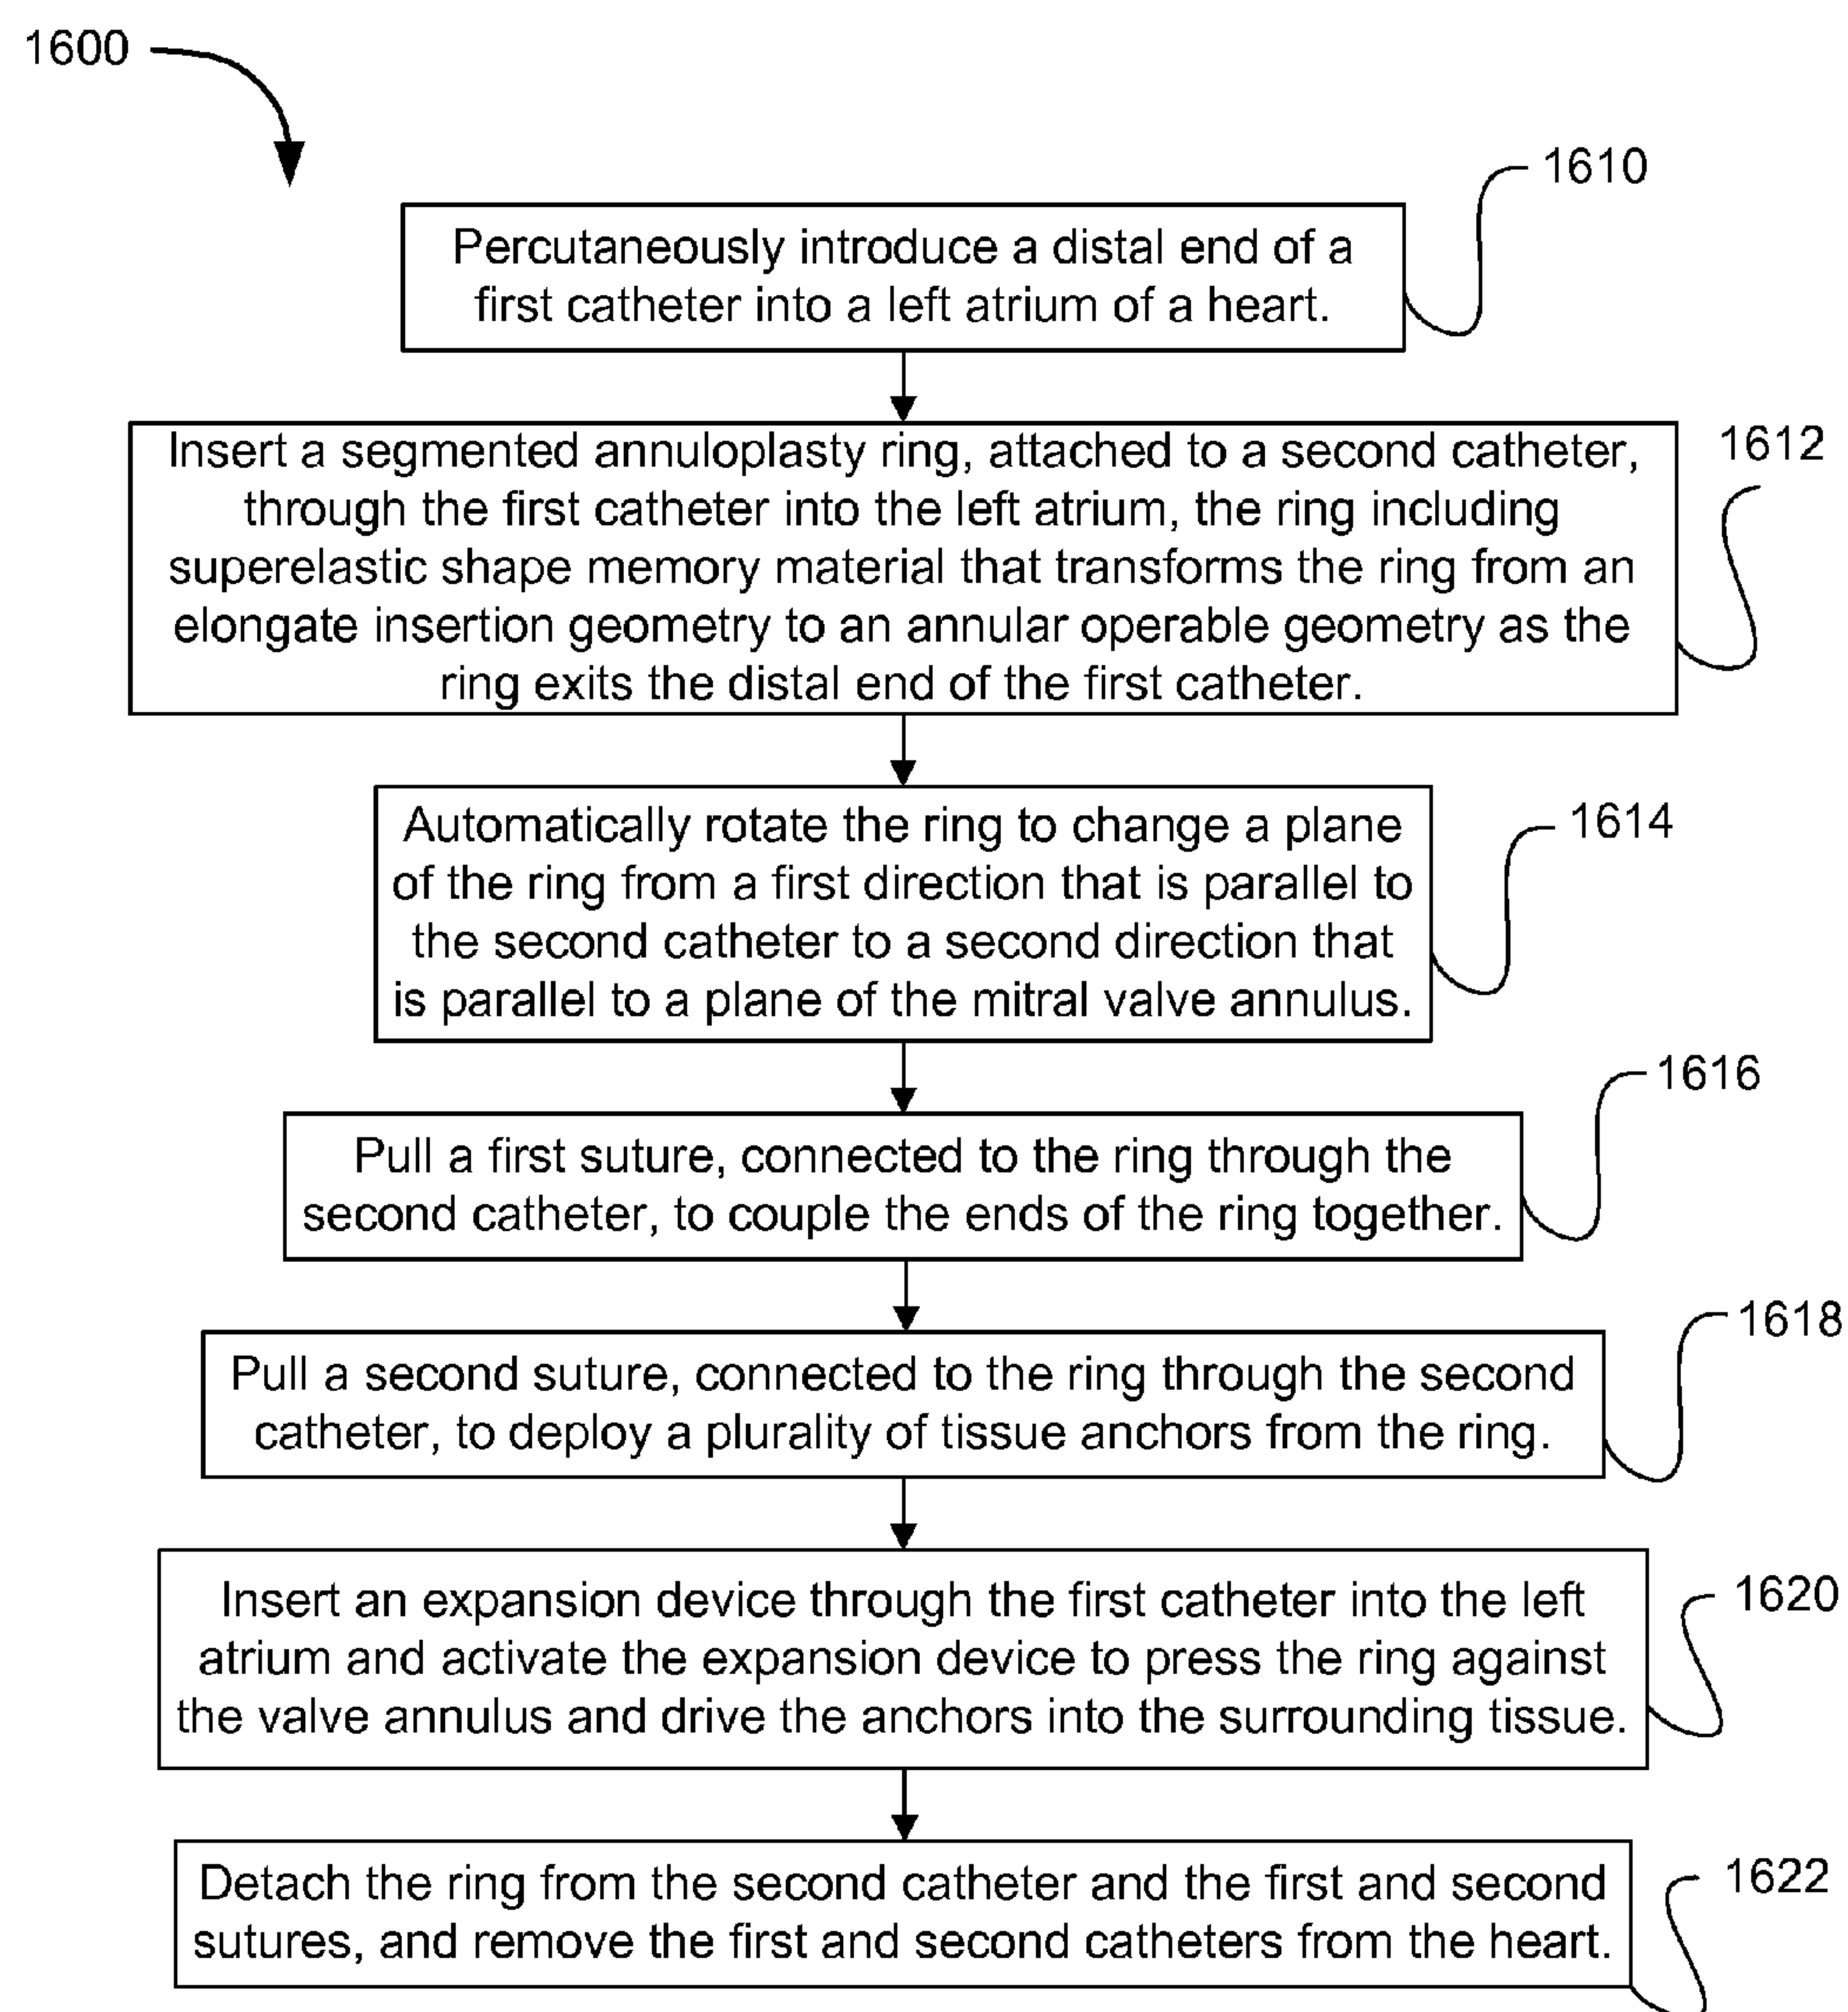 1600
1610
Percutaneously introduce a distal end of a
first catheter into a left atrium of a heart.
1612
Insert a segmented annuloplasty ring, attached to a second catheter,
through the first catheter into the left atrium, the ring including
superelastic shape memory material that transforms the ring from an
elongate insertion geometry to an annular operable geometry as the
ring exits the distal end of the first catheter.
1614
Automatically rotate the ring to change a plane
of the ring from a first direction that is parallel to
the second catheter to a second direction that
is parallel to a plane of the mitral valve annulus.
1616
Pull a first suture, connected to the ring through the
second catheter, to couple the ends of the ring together.
1618
Pull a second suture, connected to the ring through the second
catheter, to deploy a plurality of tissue anchors from the ring.
1620
Insert an expansion device through the first catheter into the left
atrium and activate the expansion device to press the ring against
the valve annulus and drive the anchors into the surrounding tissue.
1622
Detach the ring from the second catheter and the first and second
sutures, and remove the first and second catheters from the heart.